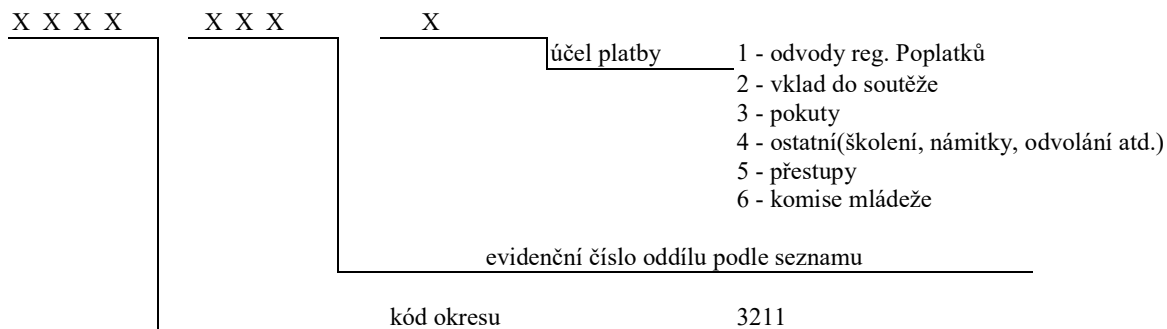 X X X X X X X X
účel platby 1 - odvody reg. Poplatků
2 - vklad do soutěže
3 - pokuty
4 - ostatní(školení, námitky, odvolání atd.)
5 - přestupy
6 - komise mládeže
evidenční číslo oddílu podle seznamu
kód okresu 3211